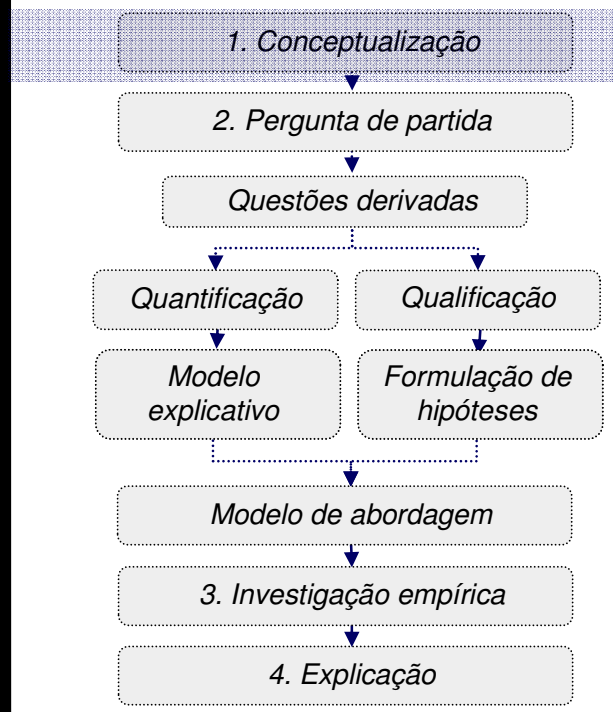 1. Conceptualização
2. Pergunta de partida
Questões derivadas
Quantificação
Qualificação
Modelo
explicativo
Formulação de
hipóteses
Modelo de abordagem
3. Investigação empírica
4. Explicação